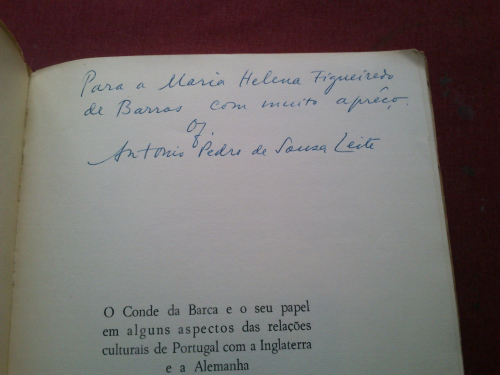 Para a Maria Helena Figueiredo
de Barros com muito aprêço.
of.
Antonio Pedro de Sousa Leite
O Conde da Barca e o seu papel
em alguns aspectos das relações
culturais de Portugal com a Inglaterra
e a Alemanha